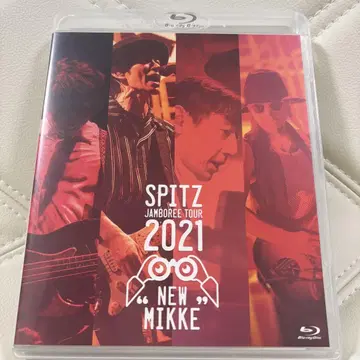 Blu-ray Disc
SPITZ
JAMBOREE TOUR
2021
“NEW”
MIKKE
Blu-ray Disc